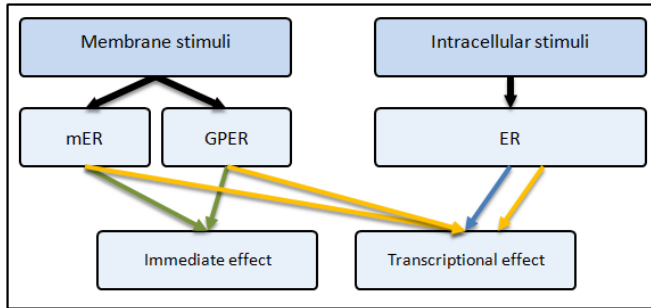 Membrane stimuli
Intracellular stimuli
mER
GPER
ER
Immediate effect
Transcriptional effect